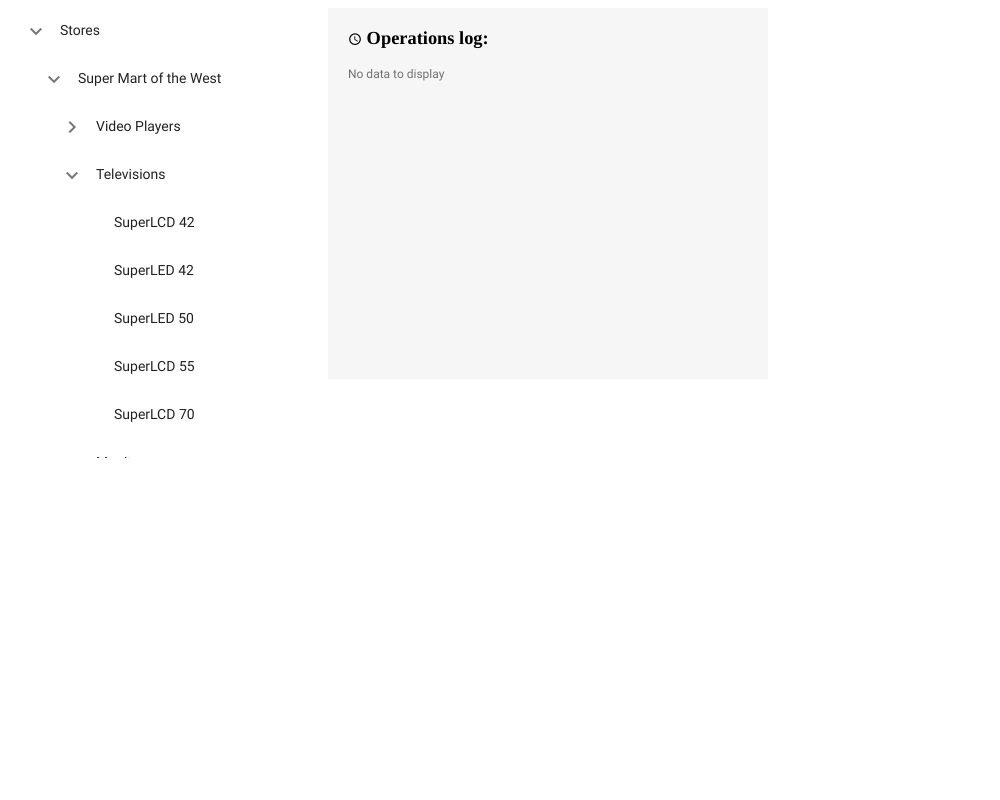 Stores
Super Mart of the West
Video Players
Televisions
SuperLCD 42
SuperLED 42
SuperLED 50
SuperLCD 55
SuperLCD 70
Operations log:
No data to display